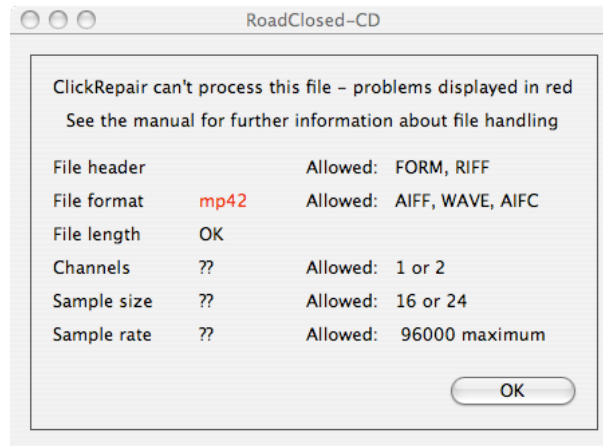 RoadClosed-CD
ClickRepair can't process this file – problems displayed in red
See the manual for further information about file handling
File header Allowed: FORM, RIFF
File format mp42 Allowed: AIFF, WAVE, AIFC
File length OK
Channels ?? Allowed: 1 or 2
Sample size ?? Allowed: 16 or 24
Sample rate ?? Allowed: 96000 maximum
OK